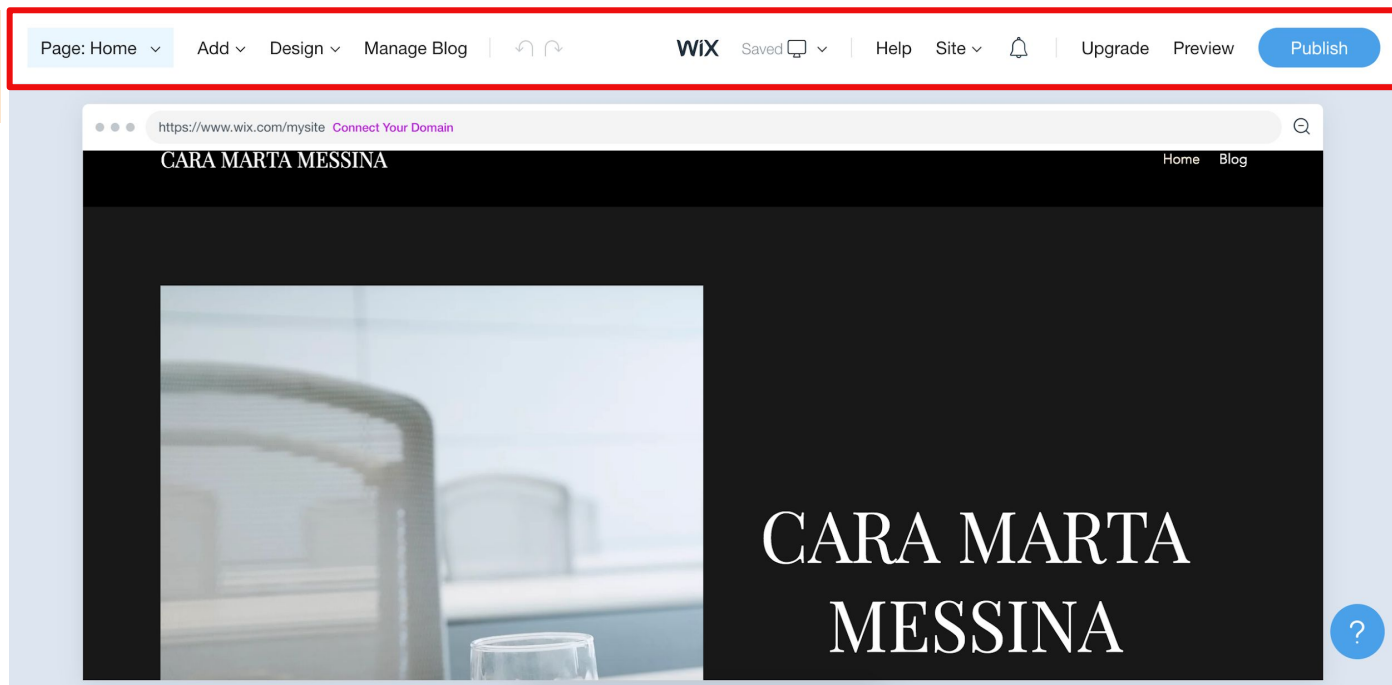 Page: Home Add Design Manage Blog WiX Saved Help Site Upgrade Preview Publish
https://www.wix.com/mysite Connect Your Domain
CARA MARTA MESSINA Home Blog
CARA MARTA
MESSINA
?